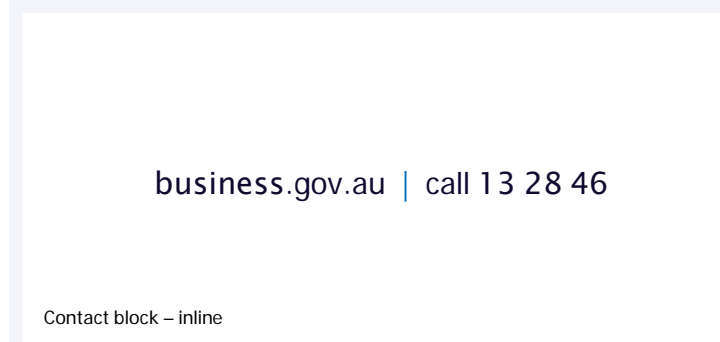 business.gov.au | call 13 28 46
Contact block – inline